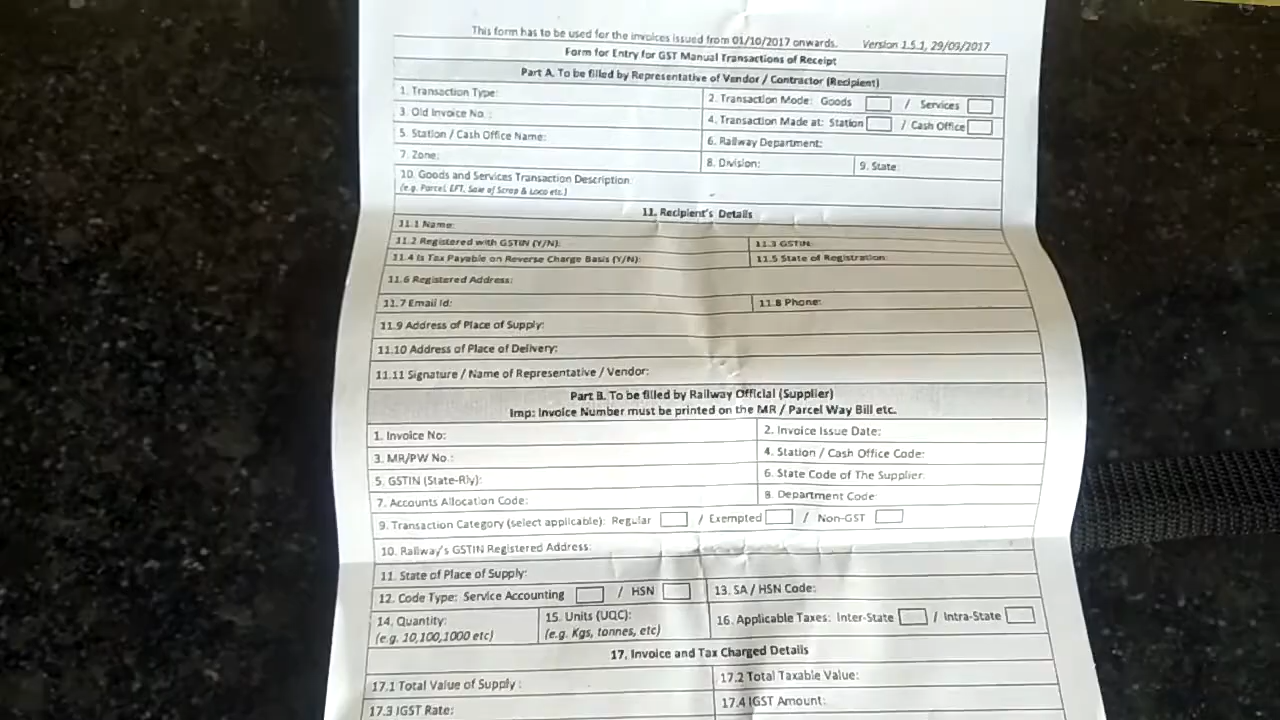 This form has to be used for the invoices issued from 01/10/2017 onwards. Version 1.5.1, 29/09/2017
Form for Entry for GST Manual Transactions of Receipt
Part A. To be filled by Representative of Vendor / Contractor (Recipient)
1. Transaction Type: 2. Transaction Mode: Goods / Services
3. Old Invoice No. : 4. Transaction Made at: Station / Cash Office
5. Station / Cash Office Name: 6. Railway Department:
7. Zone: 8. Division: 9. State:
10. Goods and Services Transaction Description:
(e.g. Parcel, EFT, Sale of Scrap & Loco etc.)
11. Recipient's Details
11.1 Name:
11.2 Registered with GSTIN (Y/N): 11.3 GSTIN:
11.4 Is Tax Payable on Reverse Charge Basis (Y/N): 11.5 State of Registration:
11.6 Registered Address:
11.7 Email Id: 11.8 Phone:
11.9 Address of Place of Supply:
11.10 Address of Place of Delivery:
11.11 Signature / Name of Representative / Vendor:
Part B. To be filled by Railway Official (Supplier)
Imp: Invoice Number must be printed on the MR / Parcel Way Bill etc.
1. Invoice No: 2. Invoice Issue Date:
3. MR/PW No.: 4. Station / Cash Office Code:
5. GSTIN (State-Rly): 6. State Code of The Supplier:
7. Accounts Allocation Code: 8. Department Code:
9. Transaction Category (select applicable): Regular / Exempted / Non-GST
10. Railway's GSTIN Registered Address:
11. State of Place of Supply:
12. Code Type: Service Accounting / HSN 13. SA / HSN Code:
14. Quantity: 15. Units (UQC): 16. Applicable Taxes: Inter-State / Intra-State
(e.g. 10,100,1000 etc) (e.g. Kgs, tonnes, etc)
17. Invoice and Tax Charged Details
17.1 Total Value of Supply : 17.2 Total Taxable Value:
17.3 IGST Rate: 17.4 IGST Amount: